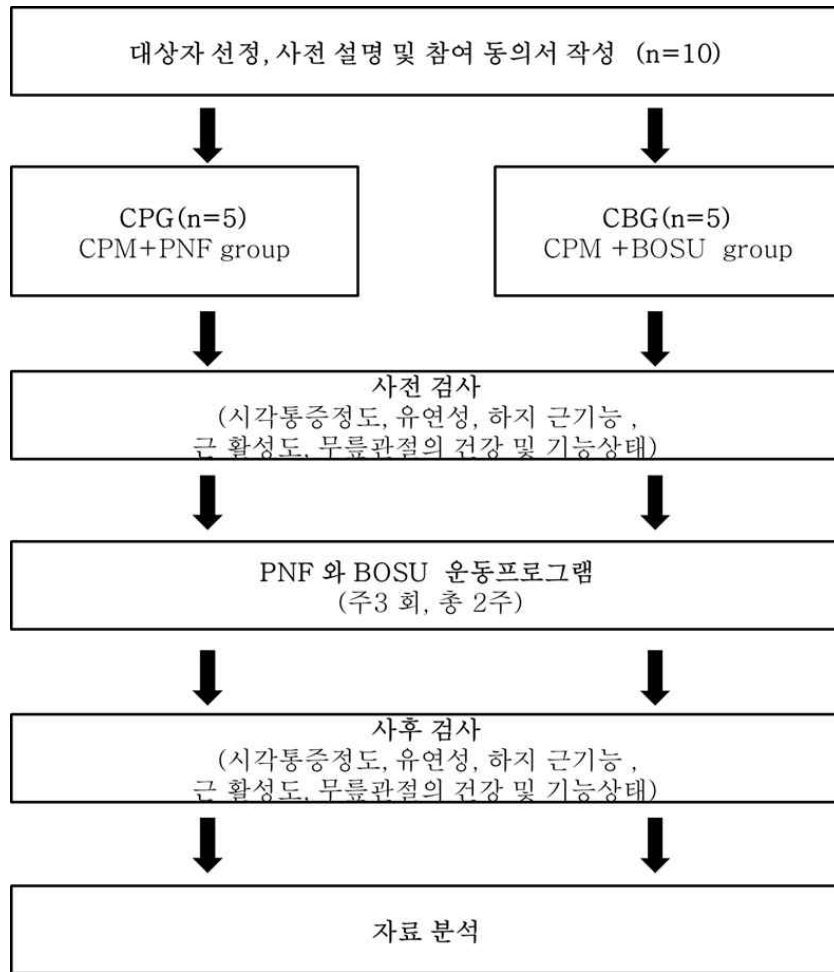 대상자 선정, 사전 설명 및 참여 동의서 작성 (n=10)
CPG(n=5)
CPM+PNF group
CBG(n=5)
CPM +BOSU group
사전 검사
(시각통증정도, 유연성, 하지 근기능 ,
근 활성도, 무릎관절의 건강 및 기능상태)
PNF 와 BOSU 운동프로그램
(주3 회, 총 2주)
사후 검사
(시각통증정도, 유연성, 하지 근기능 ,
근 활성도, 무릎관절의 건강 및 기능상태)
자료 분석